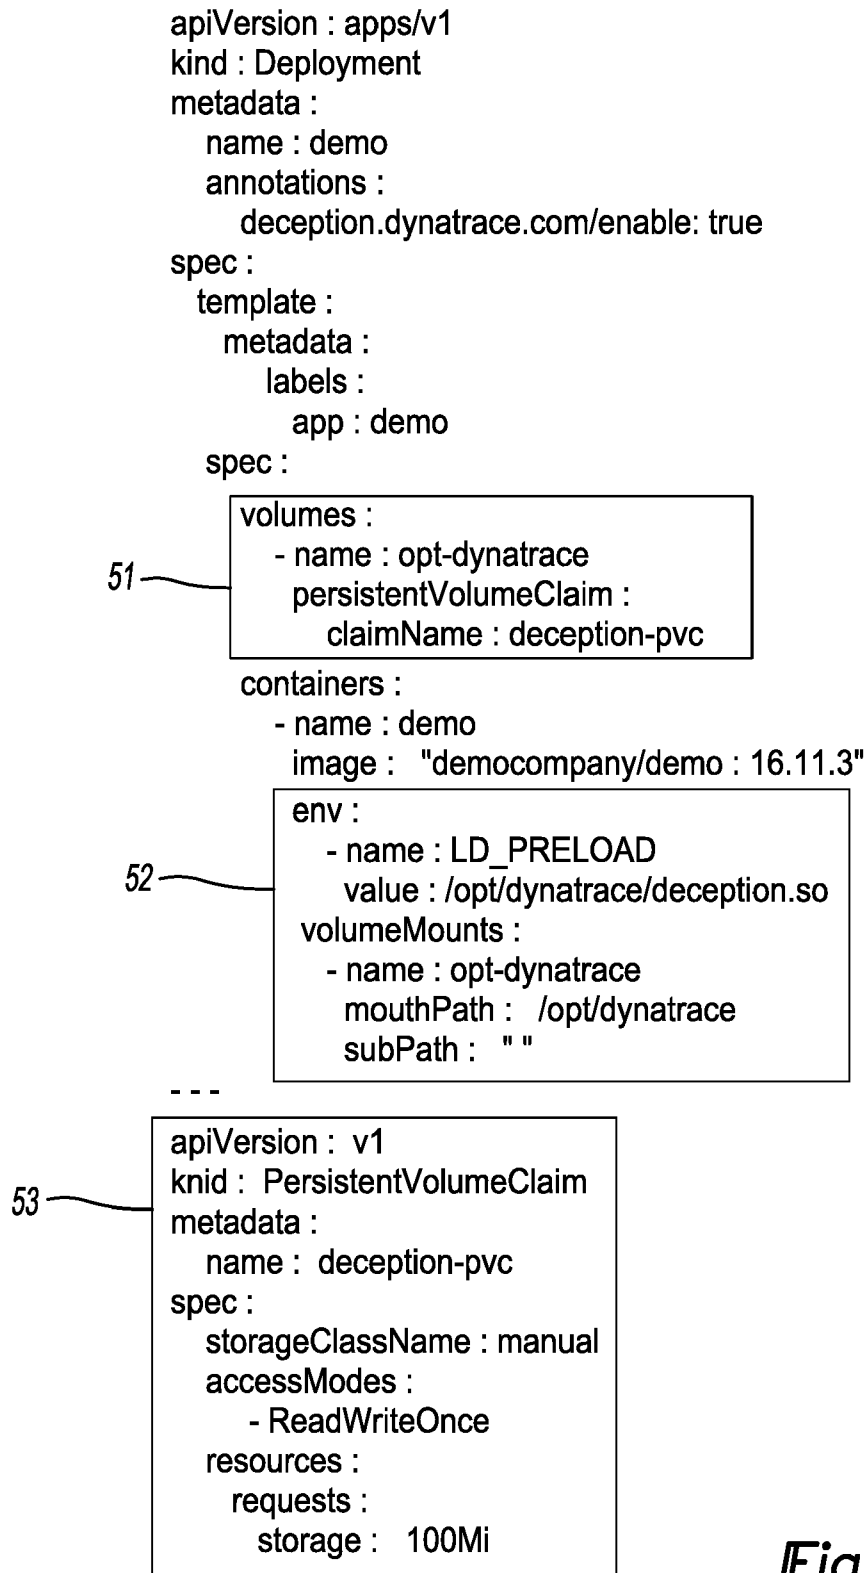 apiVersion : apps/v1
kind : Deployment
metadata :
name : demo
annotations :
deception.dynatrace.com/enable: true
spec :
template :
metadata :
labels :
app : demo
spec :
volumes :
- name : opt-dynatrace
51
persistentVolumeClaim :
claimName : deception-pvc
containers :
- name : demo
image : "democompany/demo : 16.11.3"
env :
- name : LD_PRELOAD
52
value : /opt/dynatrace/deception.so
volumeMounts :
- name : opt-dynatrace
mouthPath : /opt/dynatrace
subPath : " "
- - -
apiVersion : v1
knid : PersistentVolumeClaim
53
metadata :
name : deception-pvc
spec :
storageClassName : manual
accessModes :
- ReadWriteOnce
resources :
requests :
storage : 100Mi
Fig